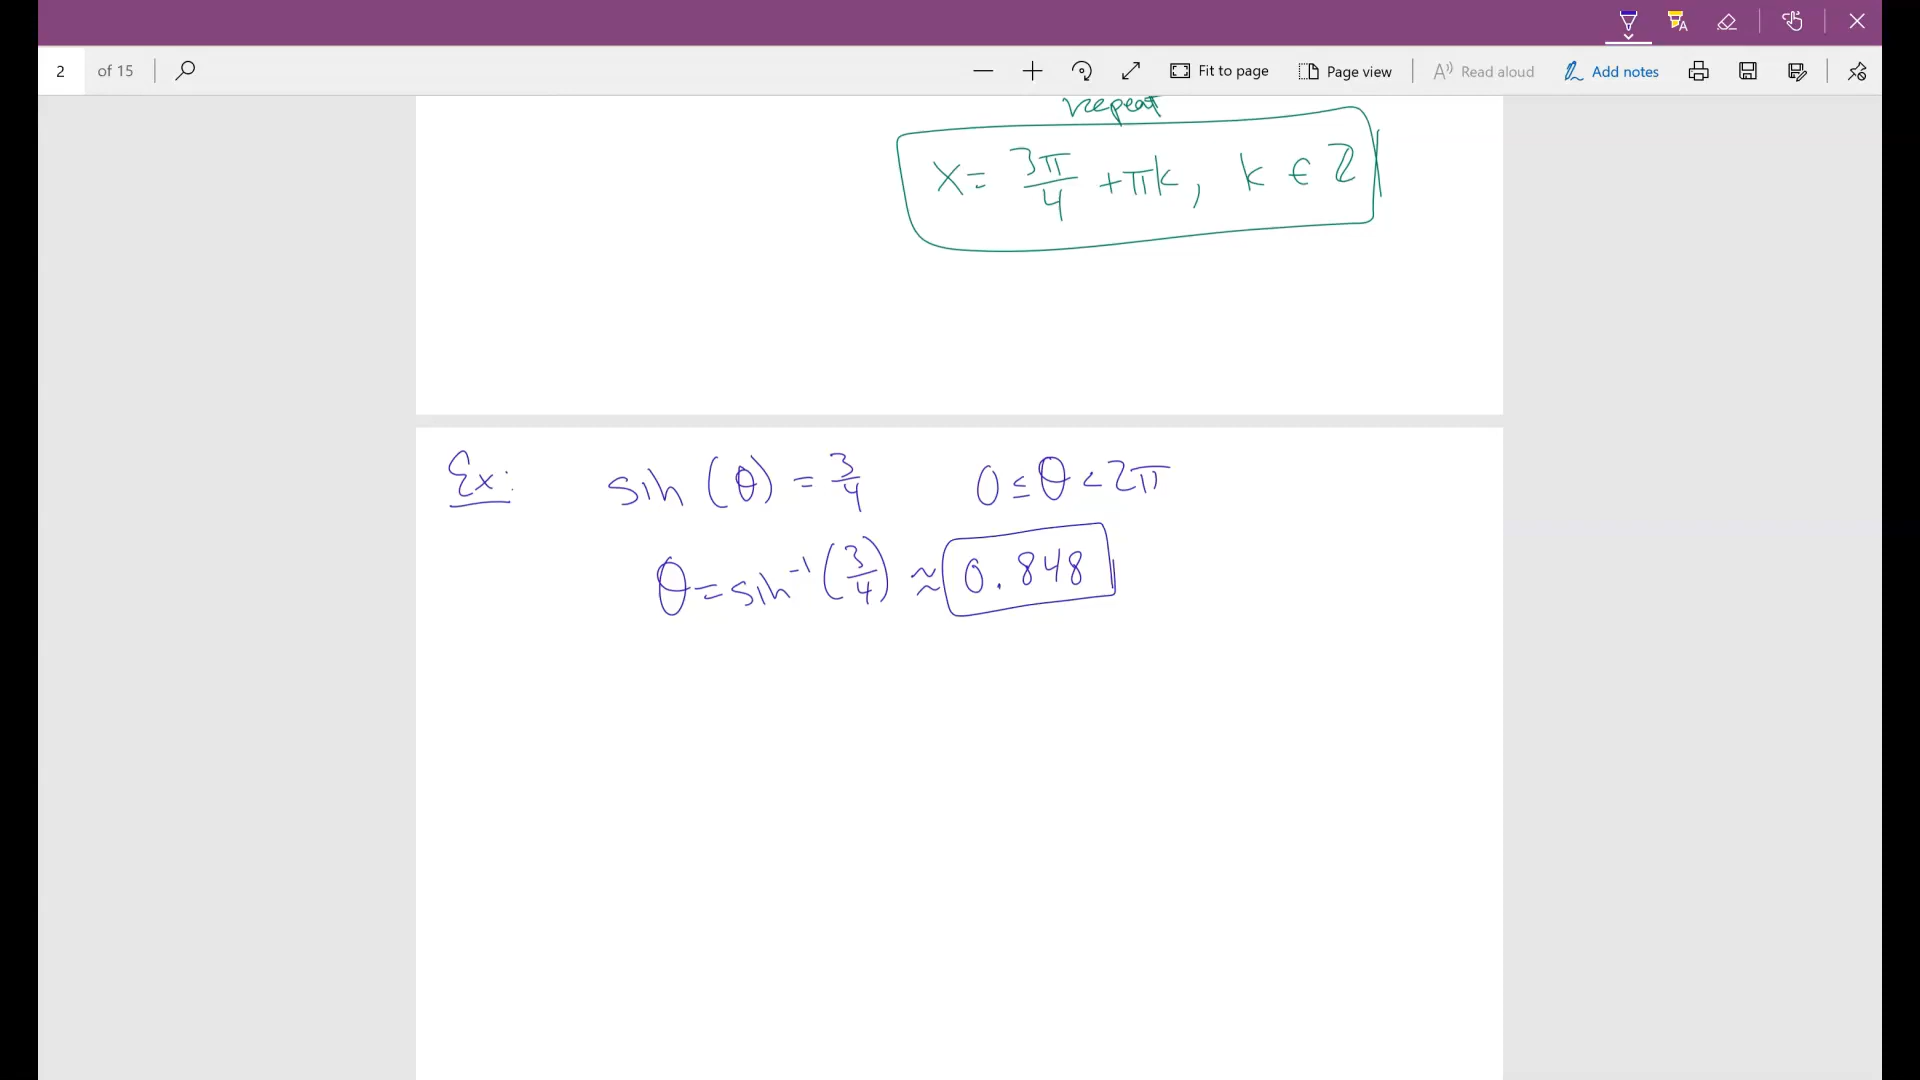 2 of 15 Fit to page Page view Read aloud Add notes
repeat
x = 3π/4 + πk, k ∈ ℤ
Ex: sin (θ) = 3/4 0 ≤ θ < 2π
θ = sin⁻¹ (3/4) ≈ 0.848